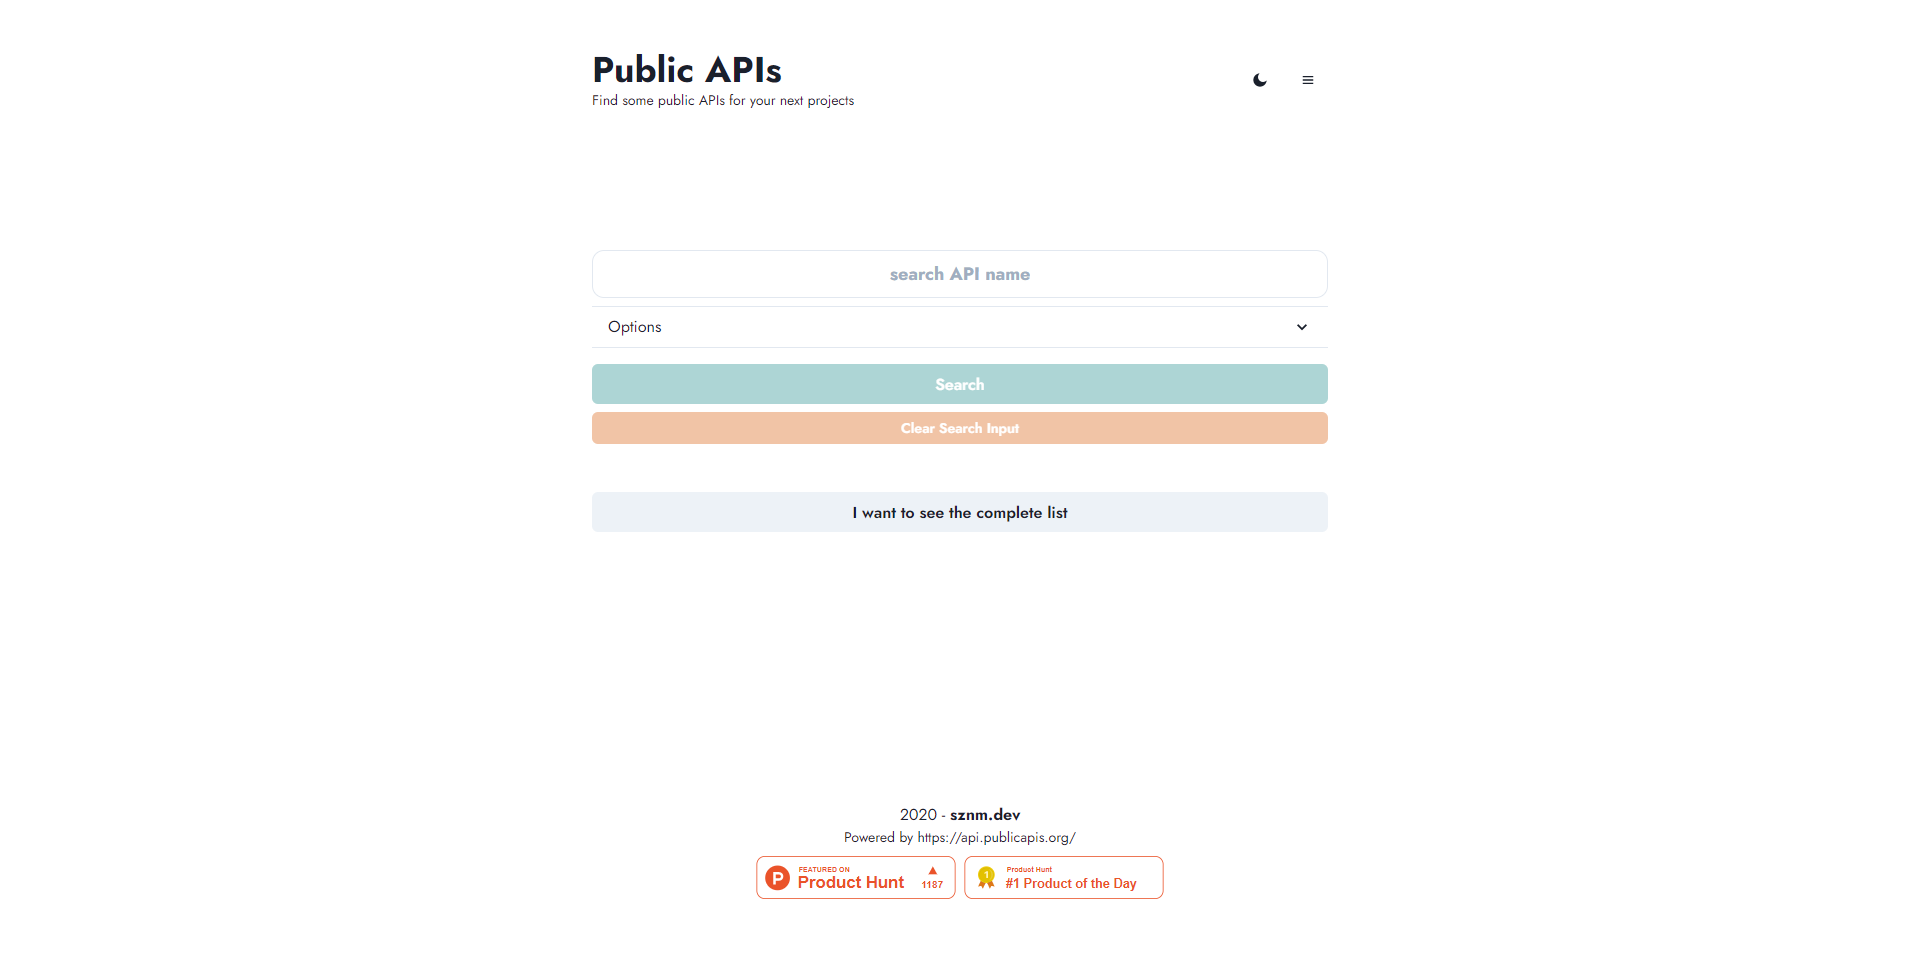 Public APIs
Find some public APIs for your next projects
search API name
Options
Search
Clear Search Input
I want to see the complete list
2020 - sznm.dev
Powered by https://api.publicapis.org/
P
FEATURED ON
Product Hunt
1187
1
Product Hunt
#1 Product of the Day